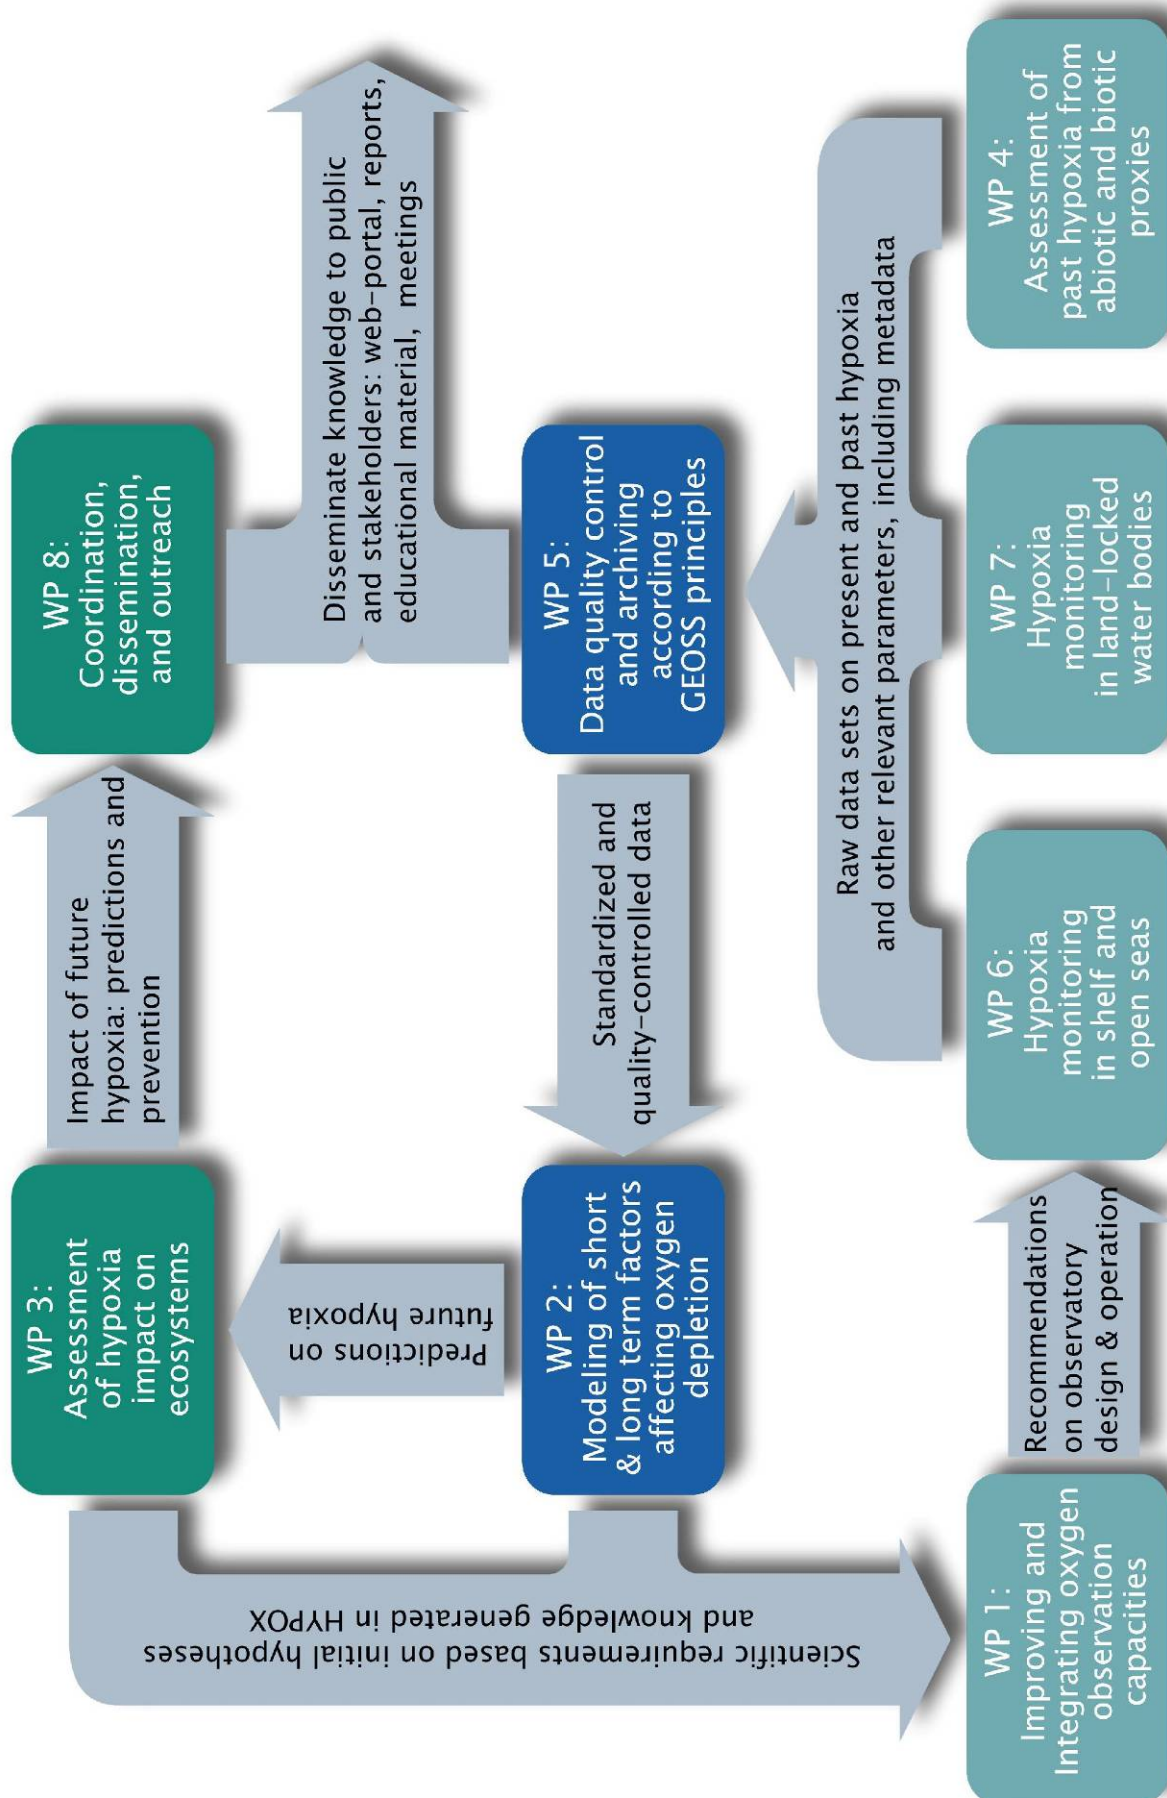 WP 3:
Assessment
of hypoxia
impact on
ecosystems
Impact of future
hypoxia: predictions and
prevention
WP 8:
Coordination,
dissemination,
and outreach
Disseminate knowledge to public
and stakeholders: web-portal, reports,
educational material, meetings
Scientific requirements based on initial hypotheses
and knowledge generated in HYPOX
Predictions on
future hypoxia
WP 2:
Modeling of short
& long term factors
affecting oxygen
depletion
Standardized and
quality-controlled data
WP 5:
Data quality control
and archiving
according to
GEOSS principles
Raw data sets on present and past hypoxia
and other relevant parameters, including metadata
WP 1:
Improving and
Integrating oxygen
observation
capacities
Recommendations
on observatory
design & operation
WP 6:
Hypoxia
monitoring
in shelf and
open seas
WP 7:
Hypoxia
monitoring
in land-locked
water bodies
WP 4:
Assessment of
past hypoxia from
abiotic and biotic
proxies